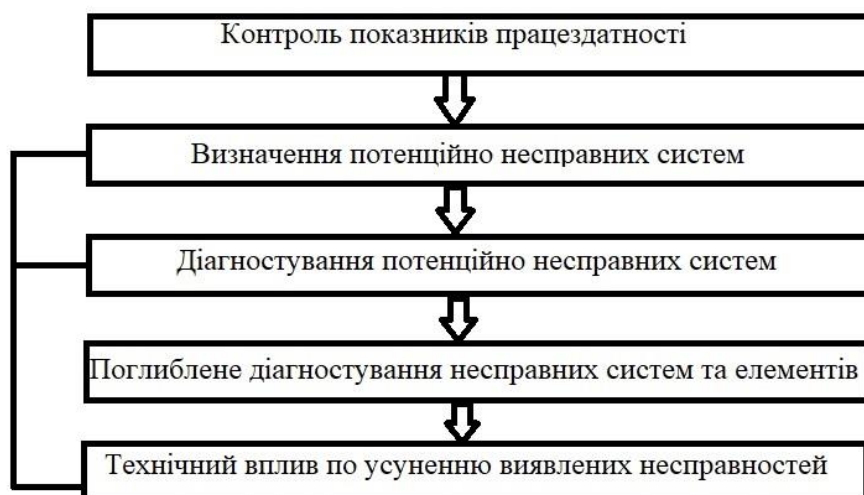 Контроль показників працездатності
Визначення потенційно несправних систем
Діагностування потенційно несправних систем
Поглиблене діагностування несправних систем та елементів
Технічний вплив по усуненню виявлених несправностей